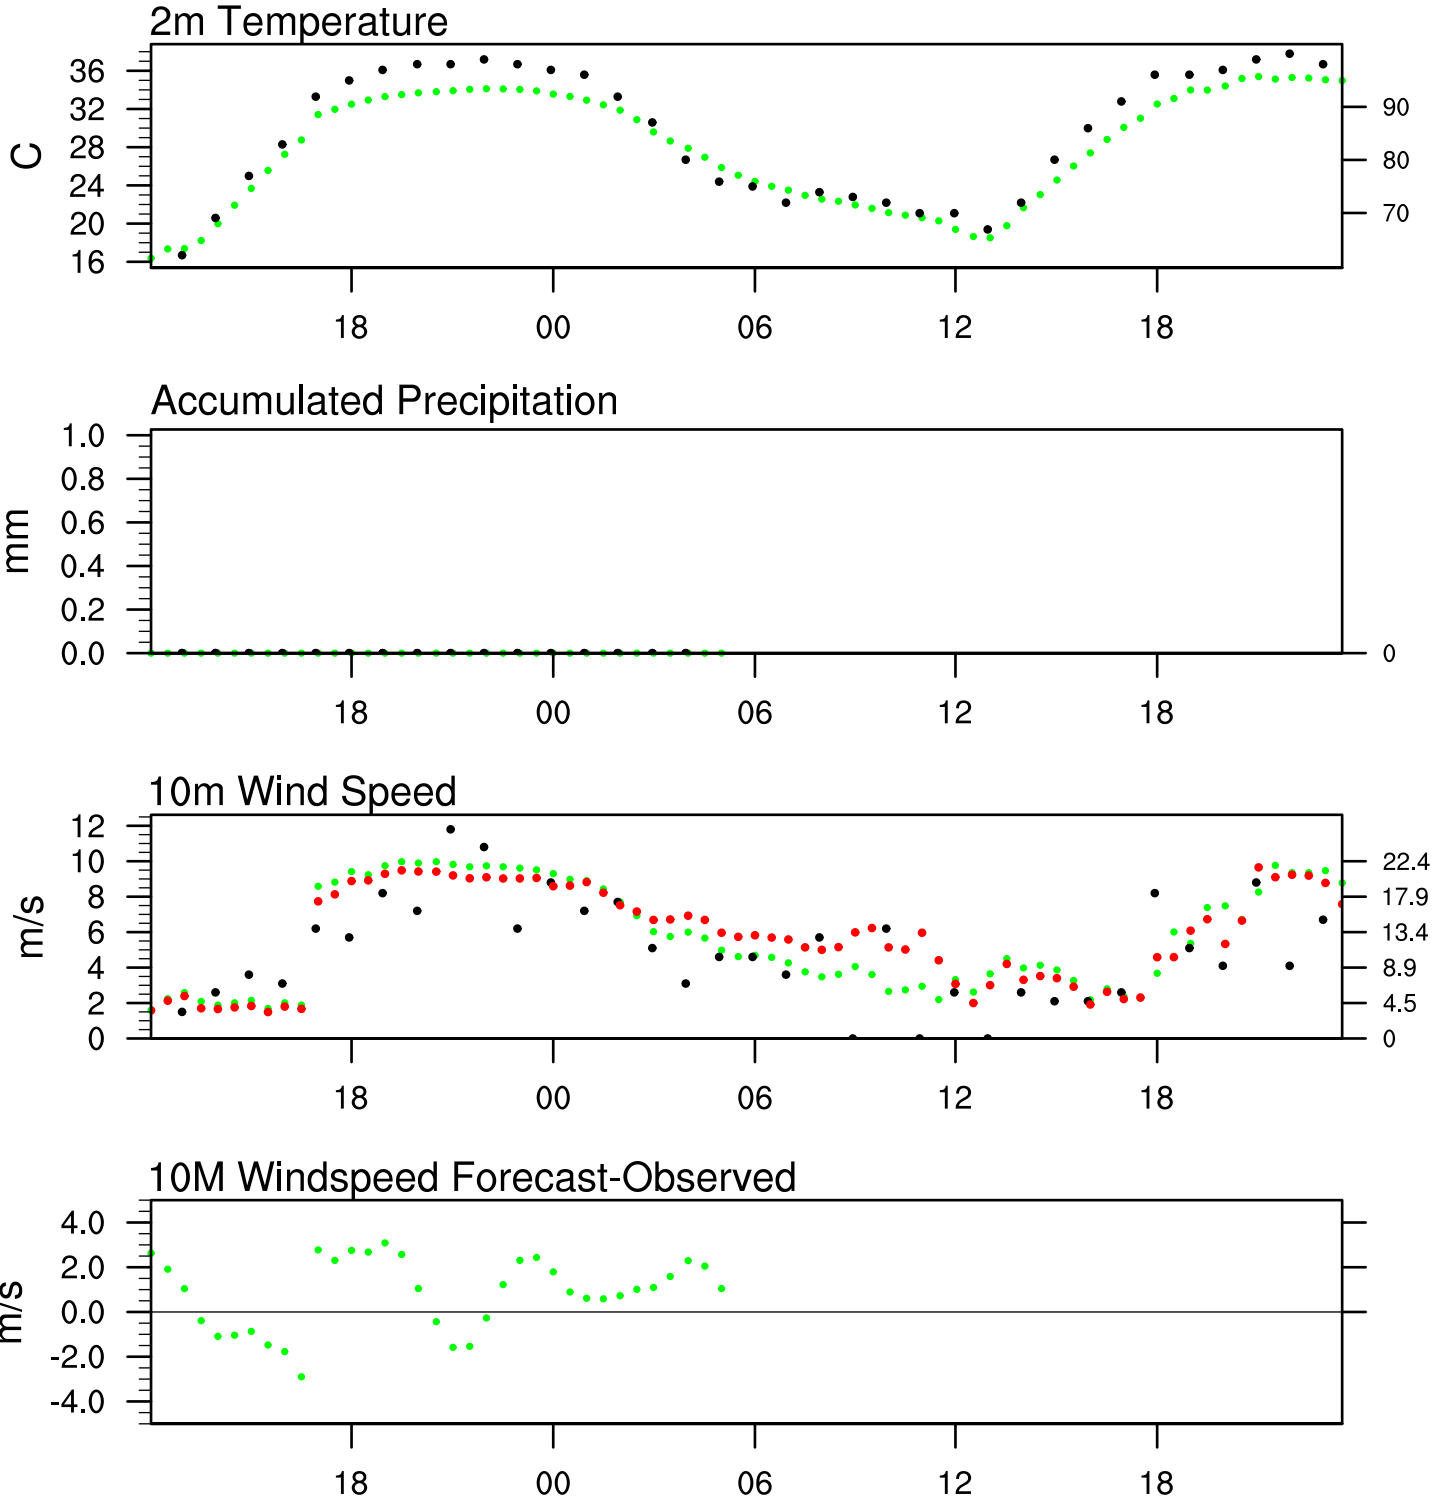 2m Temperature
36
32
28
24
20
16
C
90
80
70
18 00 06 12 18
Accumulated Precipitation
1.0
0.8
0.6
0.4
0.2
0.0
mm
0
18 00 06 12 18
10m Wind Speed
12
10
8
6
4
2
0
m/s
22.4
17.9
13.4
8.9
4.5
0
18 00 06 12 18
10M Windspeed Forecast-Observed
4.0
2.0
0.0
-2.0
-4.0
m/s
18 00 06 12 18